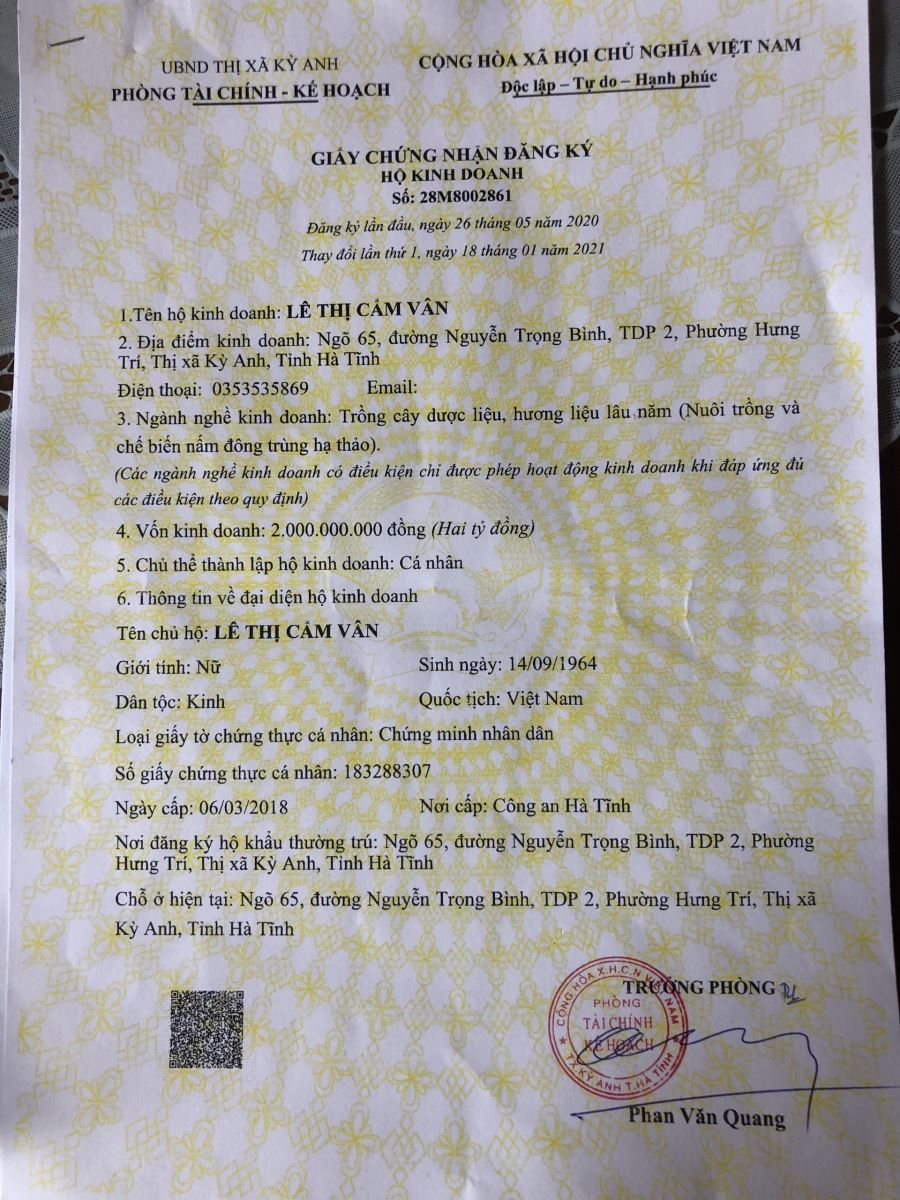 UBND THỊ XÃ KỲ ANH
PHÒNG TÀI CHÍNH - KẾ HOẠCH
CỘNG HÒA XÃ HỘI CHỦ NGHĨA VIỆT NAM
Độc lập – Tự do – Hạnh phúc
GIẤY CHỨNG NHẬN ĐĂNG KÝ
HỘ KINH DOANH
Số: 28M8002861
Đăng ký lần đầu, ngày 26 tháng 05 năm 2020
Thay đổi lần thứ 1, ngày 18 tháng 01 năm 2021
1.Tên hộ kinh doanh: LÊ THỊ CẨM VÂN
2. Địa điểm kinh doanh: Ngõ 65, đường Nguyễn Trọng Bình, TDP 2, Phường Hưng
Trí, Thị xã Kỳ Anh, Tỉnh Hà Tĩnh
Điện thoại: 0353535869 Email:
3. Ngành nghề kinh doanh: Trồng cây dược liệu, hương liệu lâu năm (Nuôi trồng và
chế biến nấm đông trùng hạ thảo).
(Các ngành nghề kinh doanh có điều kiện chỉ được phép hoạt động kinh doanh khi đáp ứng đủ
các điều kiện theo quy định)
4. Vốn kinh doanh: 2.000.000.000 đồng (Hai tỷ đồng)
5. Chủ thể thành lập hộ kinh doanh: Cá nhân
6. Thông tin về đại diện hộ kinh doanh
Tên chủ hộ: LÊ THỊ CẨM VÂN
Giới tính: Nữ Sinh ngày: 14/09/1964
Dân tộc: Kinh Quốc tịch: Việt Nam
Loại giấy tờ chứng thực cá nhân: Chứng minh nhân dân
Số giấy chứng thực cá nhân: 183288307
Ngày cấp: 06/03/2018 Nơi cấp: Công an Hà Tĩnh
Nơi đăng ký hộ khẩu thường trú: Ngõ 65, đường Nguyễn Trọng Bình, TDP 2, Phường
Hưng Trí, Thị xã Kỳ Anh, Tỉnh Hà Tĩnh
Chỗ ở hiện tại: Ngõ 65, đường Nguyễn Trọng Bình, TDP 2, Phường Hưng Trí, Thị xã
Kỳ Anh, Tỉnh Hà Tĩnh
TRƯỞNG PHÒNG
CỘNG HÒA X.H.C.N VIỆT NAM
PHÒNG
TÀI CHÍNH
KẾ HOẠCH
TX.KỲ ANH T.HÀ TĨNH
Phan Văn Quang